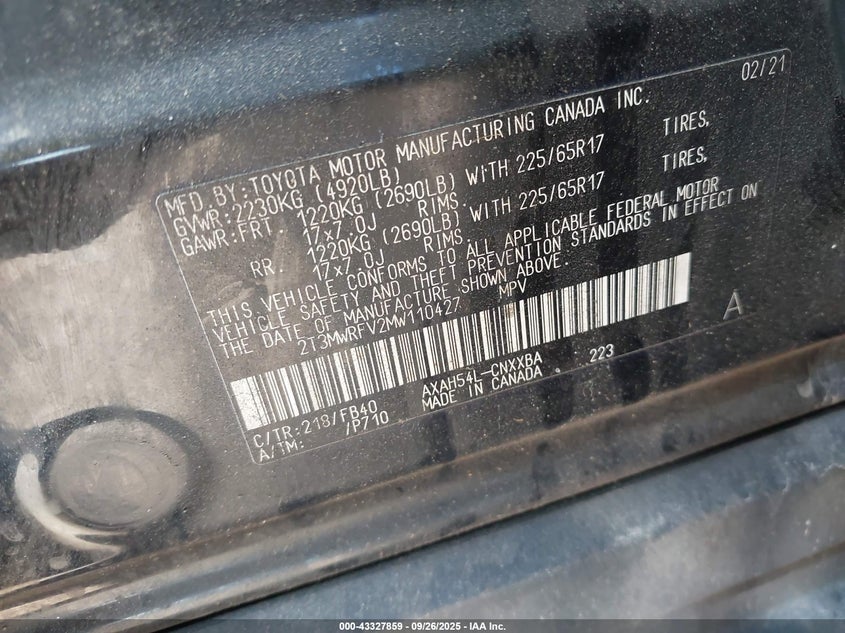 02/21
MFD. BY:TOYOTA MOTOR MANUFACTURING CANADA INC.
GVWR:2230KG (4920LB)
GAWR:FRT. 1220KG (2690LB) WITH 225/65R17 TIRES,
17x7.0J RIMS.
RR. 1220KG (2690LB) WITH 225/65R17 TIRES,
17x7.0J RIMS.
THIS VEHICLE CONFORMS TO ALL APPLICABLE FEDERAL MOTOR
VEHICLE SAFETY AND THEFT PREVENTION STANDARDS IN EFFECT ON
THE DATE OF MANUFACTURE SHOWN ABOVE.
2T3MWRFV2MW110427 MPV
A
AXAH54L-CNXXBA 223
MADE IN CANADA
C/TR:218/FB40
A/TM: /P710
000-43327859 - 09/26/2025 - IAA Inc.